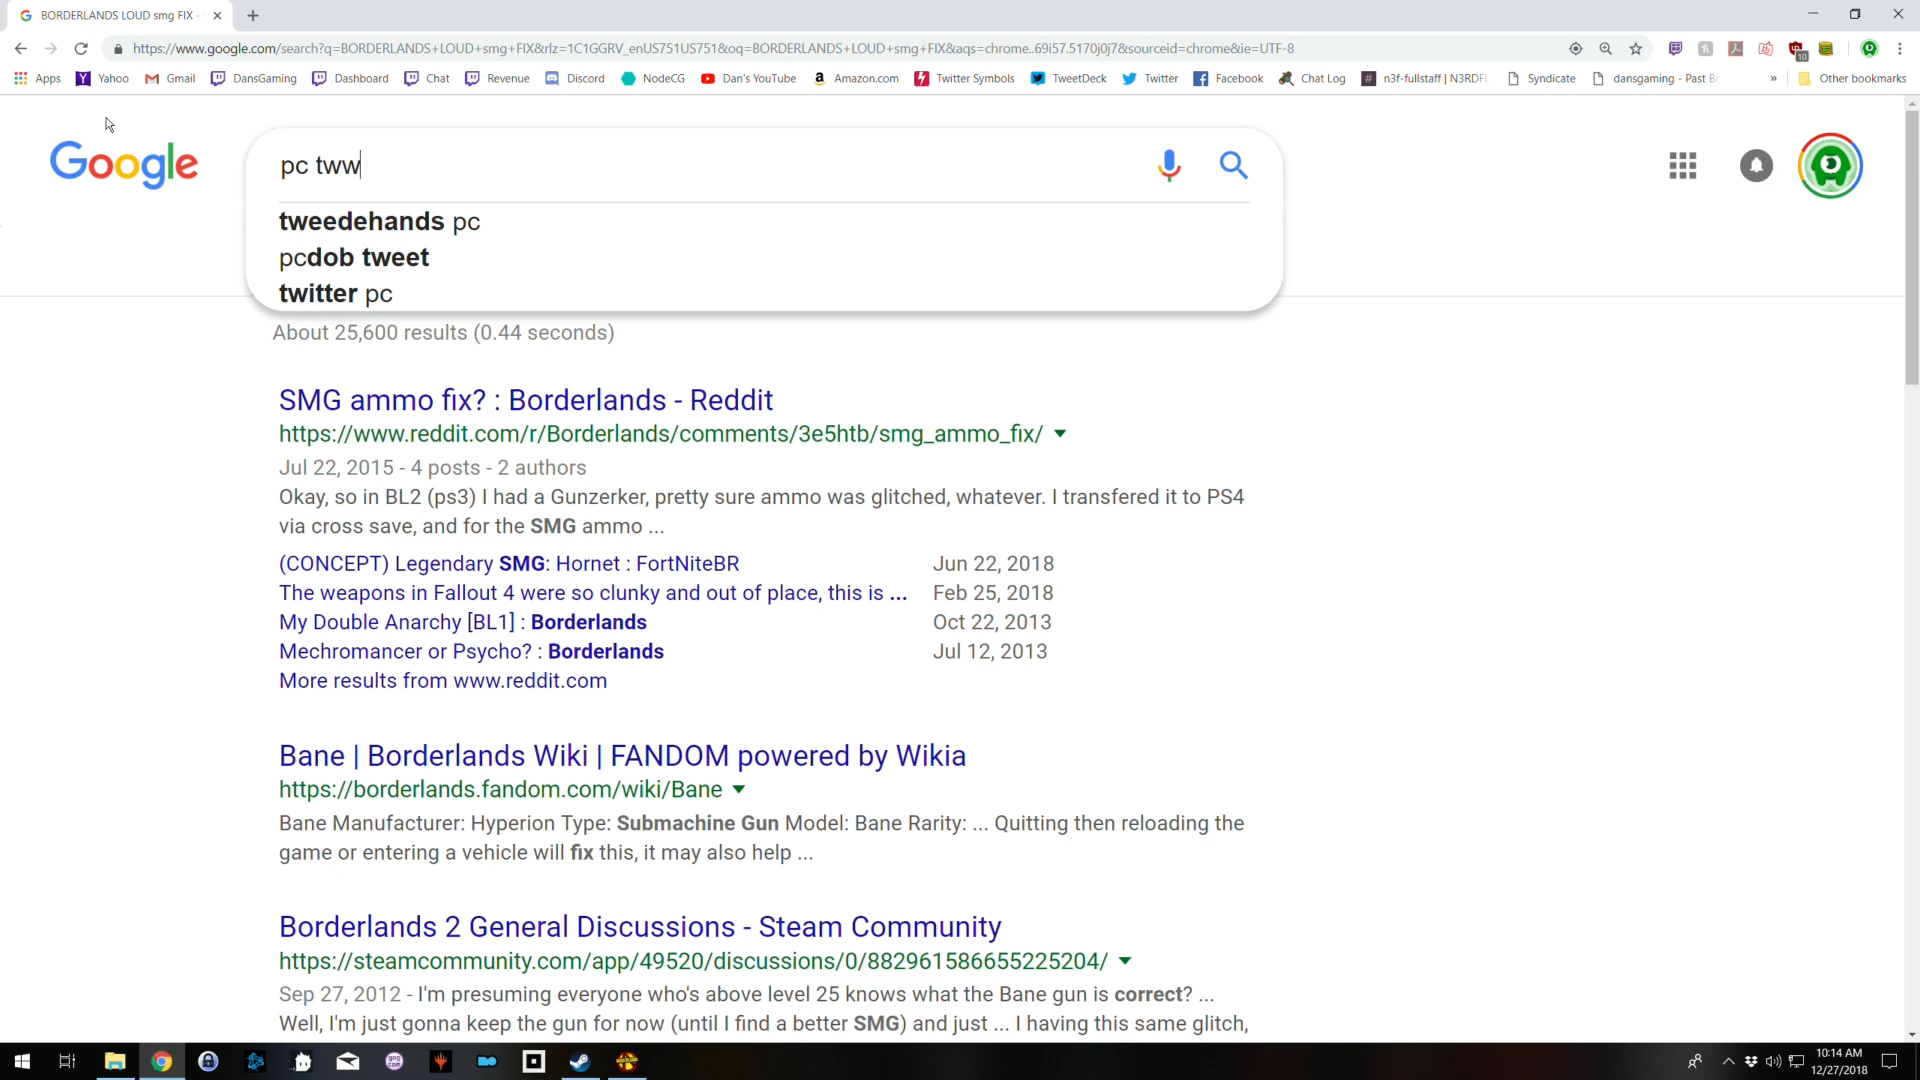 BORDERLANDS LOUD smg FIX -
https://www.google.com/search?q=BORDERLANDS+LOUD+smg+FIX&rlz=1C1GGRV_enUS751US751&oq=BORDERLANDS+LOUD+smg+FIX&aqs=chrome..69i57.5170j0j7&sourceid=chrome&ie=UTF-8
10
Apps Yahoo Gmail DansGaming Dashboard Chat Revenue Discord NodeCG Dan's YouTube Amazon.com Twitter Symbols TweetDeck Twitter Facebook Chat Log n3f-fullstaff | N3RDF Syndicate dansgaming - Past B » Other bookmarks
Google
pc tww
tweedehands pc
pcdob tweet
twitter pc
About 25,600 results (0.44 seconds)
SMG ammo fix? : Borderlands - Reddit
https://www.reddit.com/r/Borderlands/comments/3e5htb/smg_ammo_fix/
Jul 22, 2015 - 4 posts - 2 authors
Okay, so in BL2 (ps3) I had a Gunzerker, pretty sure ammo was glitched, whatever. I transfered it to PS4
via cross save, and for the SMG ammo ...
(CONCEPT) Legendary SMG: Hornet : FortNiteBR Jun 22, 2018
The weapons in Fallout 4 were so clunky and out of place, this is ... Feb 25, 2018
My Double Anarchy [BL1] : Borderlands Oct 22, 2013
Mechromancer or Psycho? : Borderlands Jul 12, 2013
More results from www.reddit.com
Bane | Borderlands Wiki | FANDOM powered by Wikia
https://borderlands.fandom.com/wiki/Bane
Bane Manufacturer: Hyperion Type: Submachine Gun Model: Bane Rarity: ... Quitting then reloading the
game or entering a vehicle will fix this, it may also help ...
Borderlands 2 General Discussions - Steam Community
https://steamcommunity.com/app/49520/discussions/0/882961586655225204/
Sep 27, 2012 - I'm presuming everyone who's above level 25 knows what the Bane gun is correct? ...
Well, I'm just gonna keep the gun for now (until I find a better SMG) and just ... I having this same glitch,
gog com
10:14 AM
12/27/2018